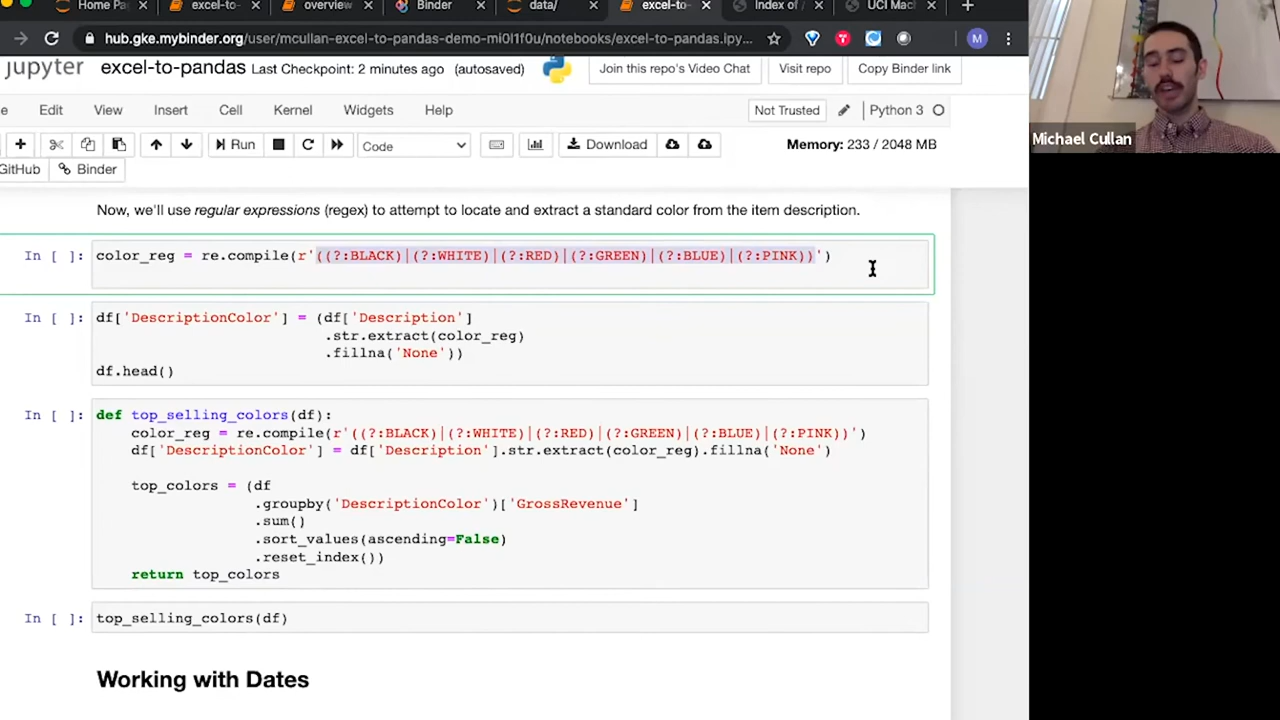 Home Pa
excel-to-
overview
Binder
data/
excel-to-
Index of /
UCI Mac
hub.gke.mybinder.org/user/mcullan-excel-to-pandas-demo-mi0l1f0u/notebooks/excel-to-pandas.ipy...
M
jupyter excel-to-pandas Last Checkpoint: 2 minutes ago (autosaved)
Join this repo's Video Chat
Visit repo
Copy Binder link
e Edit View Insert Cell Kernel Widgets Help
Not Trusted
Python 3
Run
Code
Download
Memory: 233 / 2048 MB
GitHub
Binder
Michael Cullan
Now, we'll use regular expressions (regex) to attempt to locate and extract a standard color from the item description.
In [ ]: color_reg = re.compile(r'((?:BLACK)|(?:WHITE)|(?:RED)|(?:GREEN)|(?:BLUE)|(?:PINK))')
In [ ]: df['DescriptionColor'] = (df['Description']
.str.extract(color_reg)
.fillna('None'))
df.head()
In [ ]: def top_selling_colors(df):
color_reg = re.compile(r'((?:BLACK)|(?:WHITE)|(?:RED)|(?:GREEN)|(?:BLUE)|(?:PINK))')
df['DescriptionColor'] = df['Description'].str.extract(color_reg).fillna('None')
top_colors = (df
.groupby('DescriptionColor')['GrossRevenue']
.sum()
.sort_values(ascending=False)
.reset_index())
return top_colors
In [ ]: top_selling_colors(df)
Working with Dates